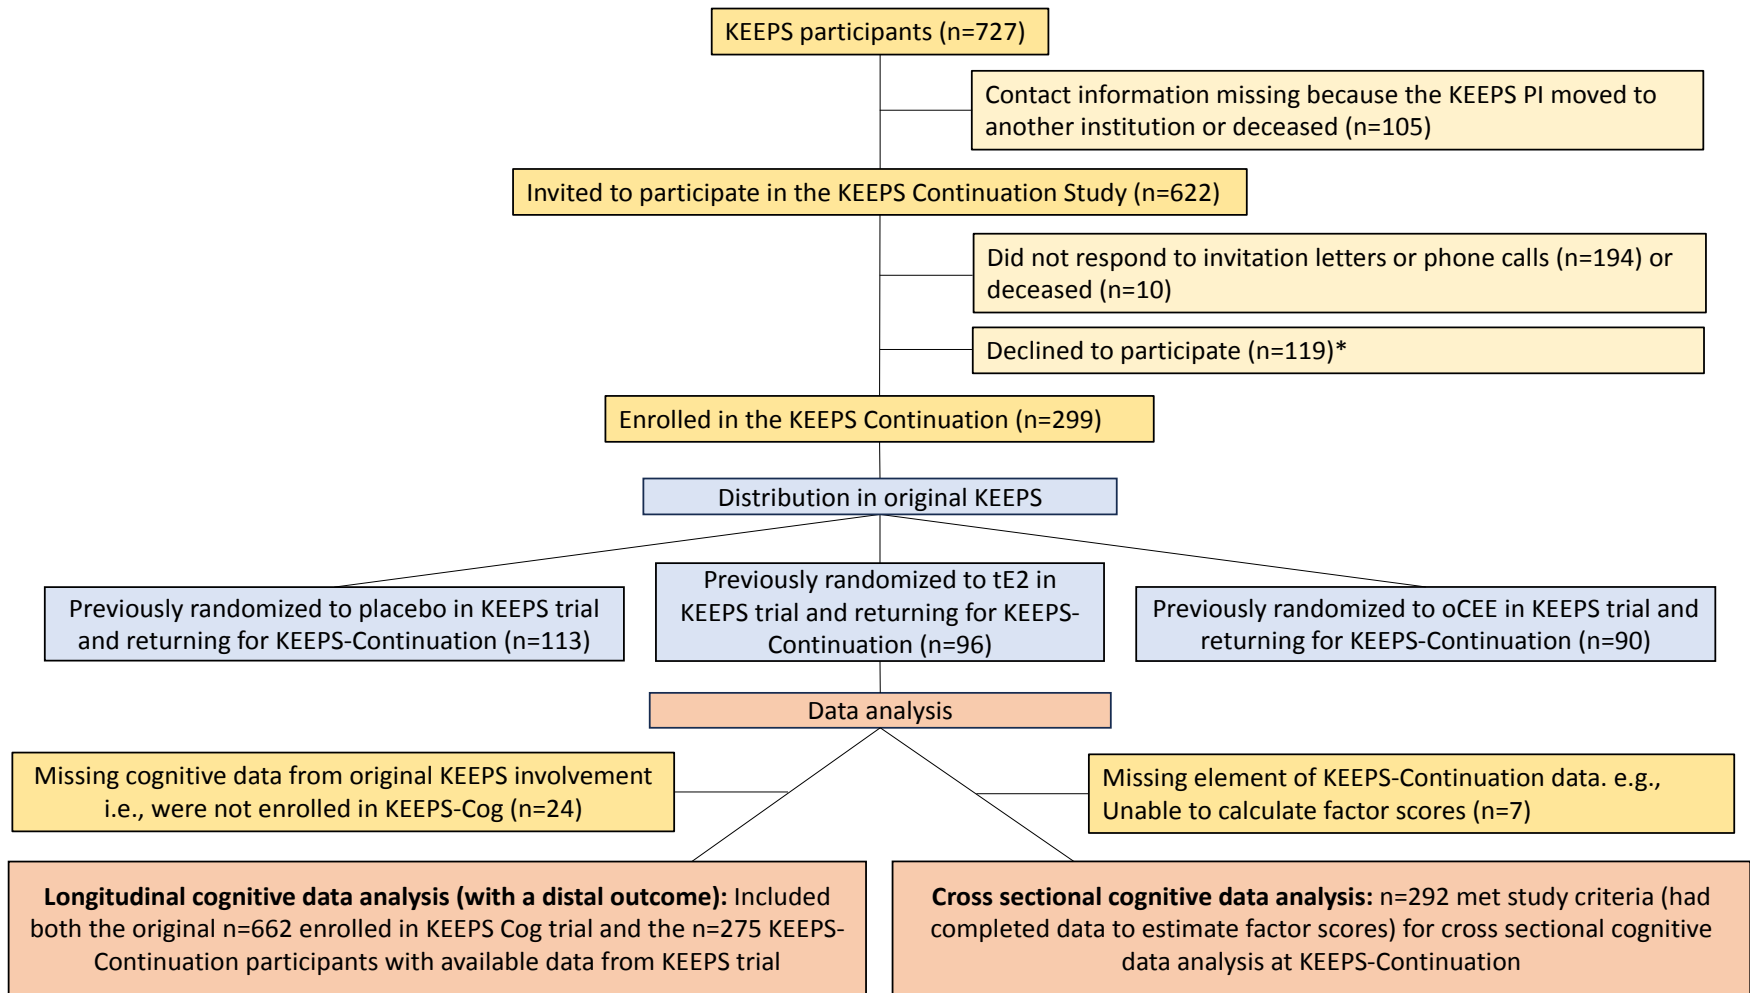 KEEPS participants (n=727)
Contact information missing because the KEEPS PI moved to
another institution or deceased (n=105)
Invited to participate in the KEEPS Continuation Study (n=622)
Did not respond to invitation letters or phone calls (n=194) or
deceased (n=10)
Declined to participate (n=119)*
Enrolled in the KEEPS Continuation (n=299)
Distribution in original KEEPS
Previously randomized to placebo in KEEPS trial
and returning for KEEPS-Continuation (n=113)
Previously randomized to tE2 in
KEEPS trial and returning for KEEPS-
Continuation (n=96)
Previously randomized to oCEE in KEEPS trial and
returning for KEEPS-Continuation (n=90)
Data analysis
Missing cognitive data from original KEEPS involvement
i.e., were not enrolled in KEEPS-Cog (n=24)
Missing element of KEEPS-Continuation data. e.g.,
Unable to calculate factor scores (n=7)
Longitudinal cognitive data analysis (with a distal outcome): Included
both the original n=662 enrolled in KEEPS Cog trial and the n=275 KEEPS-
Continuation participants with available data from KEEPS trial
Cross sectional cognitive data analysis: n=292 met study criteria (had
completed data to estimate factor scores) for cross sectional cognitive
data analysis at KEEPS-Continuation